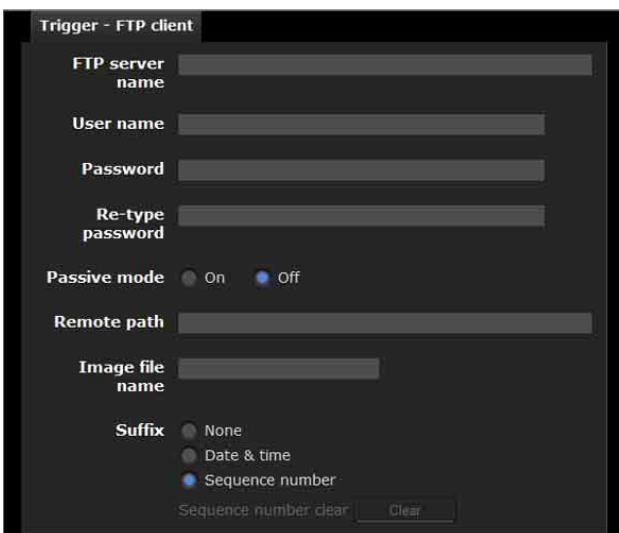 Trigger - FTP client
FTP server
name
User name
Password
Re-type
password
Passive mode On Off
Remote path
Image file
name
Suffix None
Date & time
Sequence number
Sequence number clear Clear